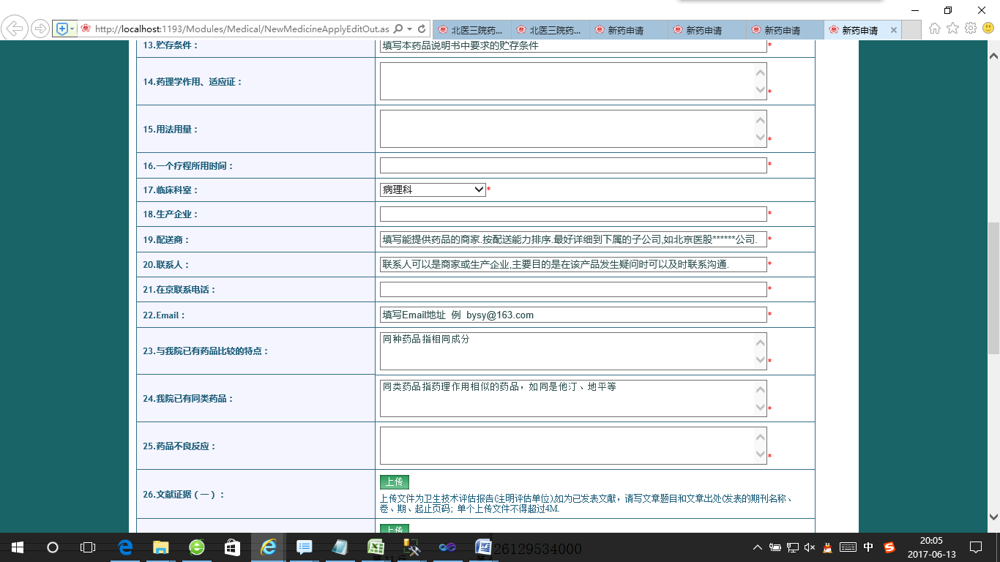 http://localhost:1193/Modules/Medical/NewMedicineApplyEditOut.as
北医三院药...
北医三院药...
新药申请
新药申请
新药申请
新药申请
13.贮存条件：
填写本药品说明书中要求的贮存条件
*
14.药理学作用、适应证：
*
15.用法用量：
*
16.一个疗程所用时间：
*
17.临床科室：
病理科
*
18.生产企业：
*
19.配送商：
填写能提供药品的商家.按配送能力排序.最好详细到下属的子公司,如北京医股******公司.
*
20.联系人：
联系人可以是商家或生产企业,主要目的是在该产品发生疑问时可以及时联系沟通.
*
21.在京联系电话：
*
22.Email：
填写Email地址 例 bysy@163.com
*
23.与我院已有药品比较的特点：
同种药品指相同成分
*
24.我院已有同类药品：
同类药品指药理作用相似的药品，如同是他汀、地平等
*
25.药品不良反应：
*
26.文献证据（一）：
上传
上传文件为卫生技术评估报告(注明评估单位),如为已发表文献，请写文章题目和文章出处(发表的期刊名称、
卷、期、起止页码；单个上传文件不得超过4M.
上传
26129534000
中
20:05
2017-06-13